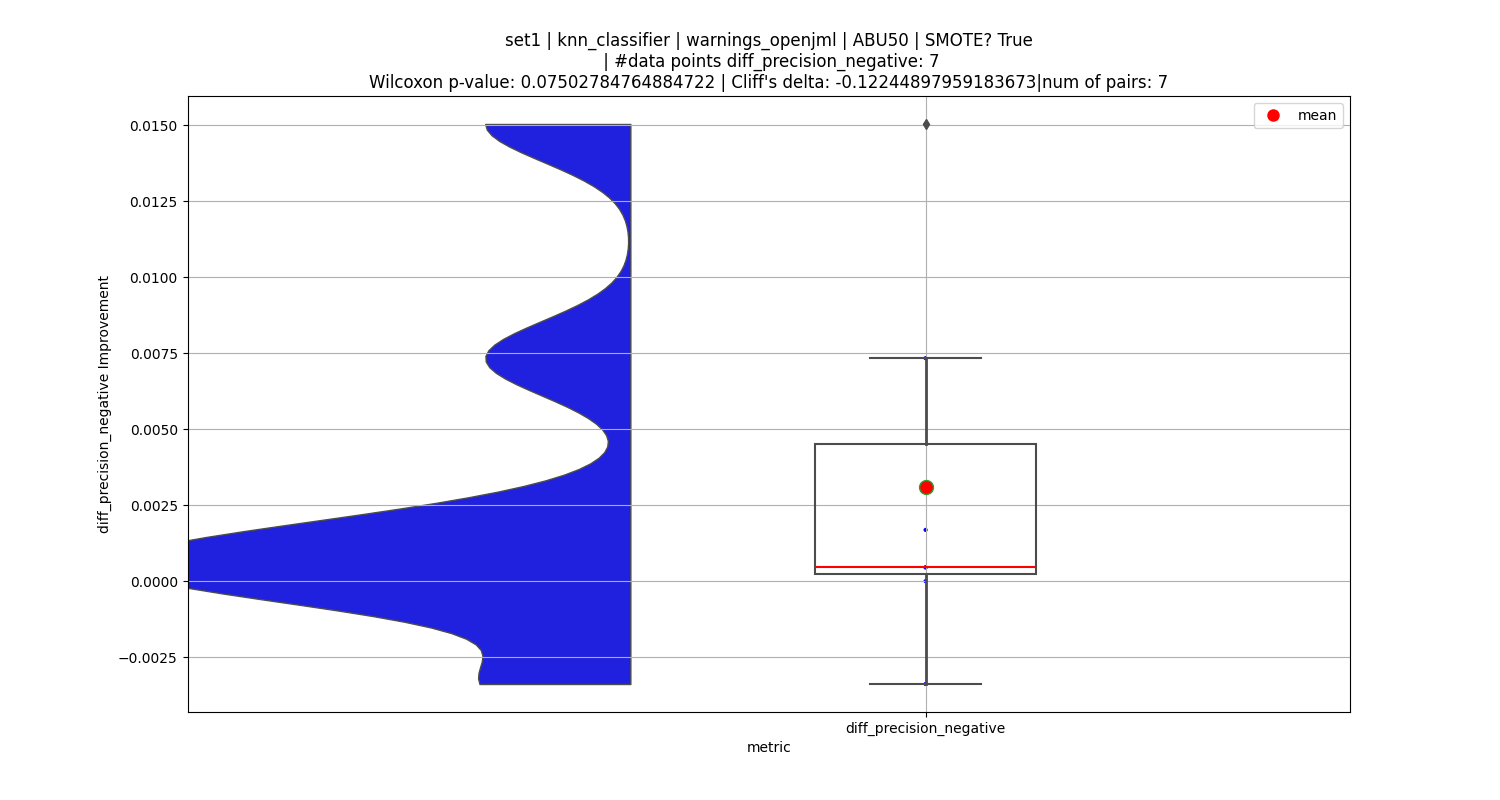 set1 | knn_classifier | warnings_openjml | ABU50 | SMOTE? True
| #data points diff_precision_negative: 7
Wilcoxon p-value: 0.07502784764884722 | Cliff's delta: -0.12244897959183673|num of pairs: 7
mean
0.0150
0.0125
0.0100
0.0075
0.0050
0.0025
0.0000
−0.0025
diff_precision_negative Improvement
diff_precision_negative
metric